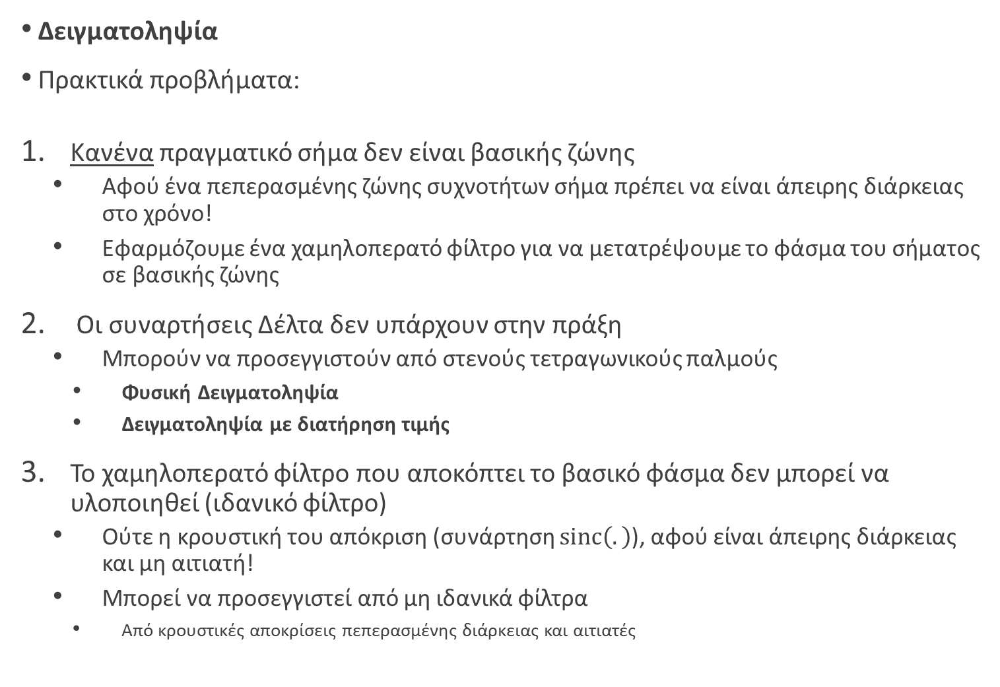 • Δειγματοληψία
• Πρακτικά προβλήματα:
1. Κανένα πραγματικό σήμα δεν είναι βασικής ζώνης
• Αφού ένα πεπερασμένης ζώνης συχνοτήτων σήμα πρέπει να είναι άπειρης διάρκειας
στο χρόνο!
• Εφαρμόζουμε ένα χαμηλοπερατό φίλτρο για να μετατρέψουμε το φάσμα του σήματος
σε βασικής ζώνης
2. Οι συναρτήσεις Δέλτα δεν υπάρχουν στην πράξη
• Μπορούν να προσεγγιστούν από στενούς τετραγωνικούς παλμούς
• Φυσική Δειγματοληψία
• Δειγματοληψία με διατήρηση τιμής
3. Το χαμηλοπερατό φίλτρο που αποκόπτει το βασικό φάσμα δεν μπορεί να
υλοποιηθεί (ιδανικό φίλτρο)
• Ούτε η κρουστική του απόκριση (συνάρτηση sinc(. )), αφού είναι άπειρης διάρκειας
και μη αιτιατή!
• Μπορεί να προσεγγιστεί από μη ιδανικά φίλτρα
• Από κρουστικές αποκρίσεις πεπερασμένης διάρκειας και αιτιατές